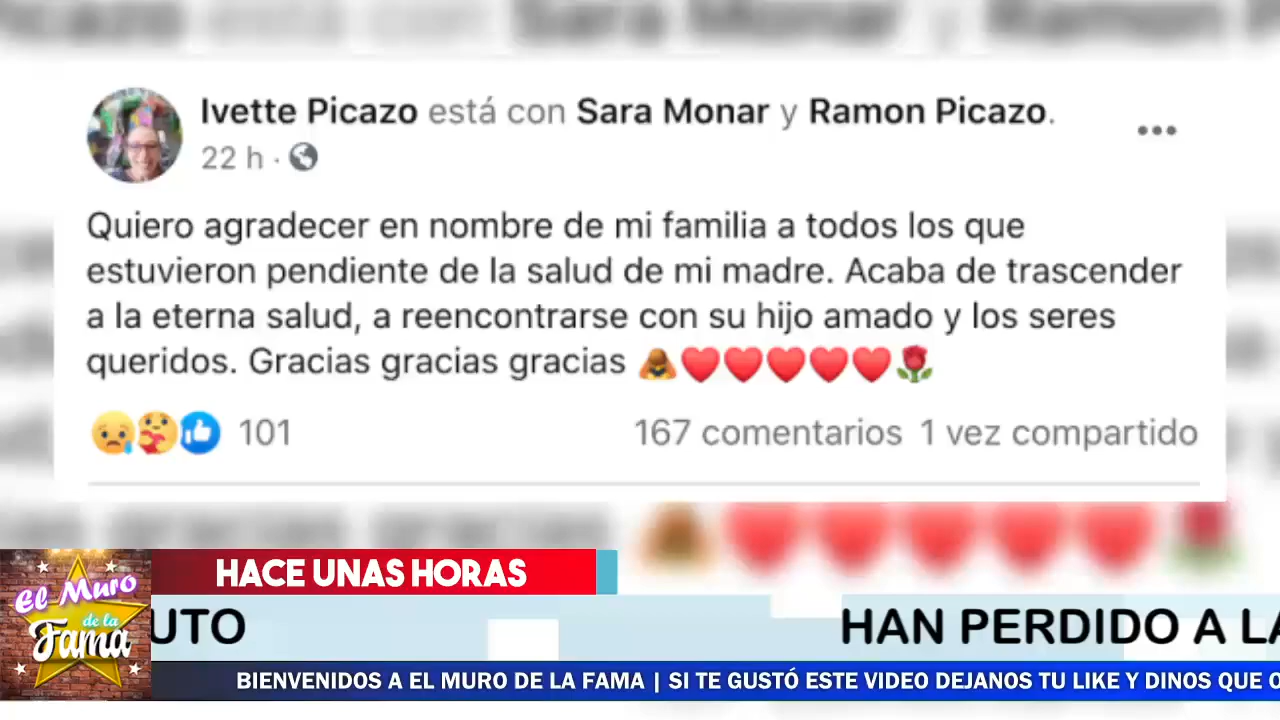 Ivette Picazo está con Sara Monar y Ramon Picazo.
22 h ·
Quiero agradecer en nombre de mi familia a todos los que
estuvieron pendiente de la salud de mi madre. Acaba de trascender
a la eterna salud, a reencontrarse con su hijo amado y los seres
queridos. Gracias gracias gracias 🙏🏾❤️❤️❤️❤️❤️🌹
101 167 comentarios 1 vez compartido
HACE UNAS HORAS
El Muro
de la
Fama
UTO HAN PERDIDO A LA
BIENVENIDOS A EL MURO DE LA FAMA | SI TE GUSTÓ ESTE VIDEO DEJANOS TU LIKE Y DINOS QUE